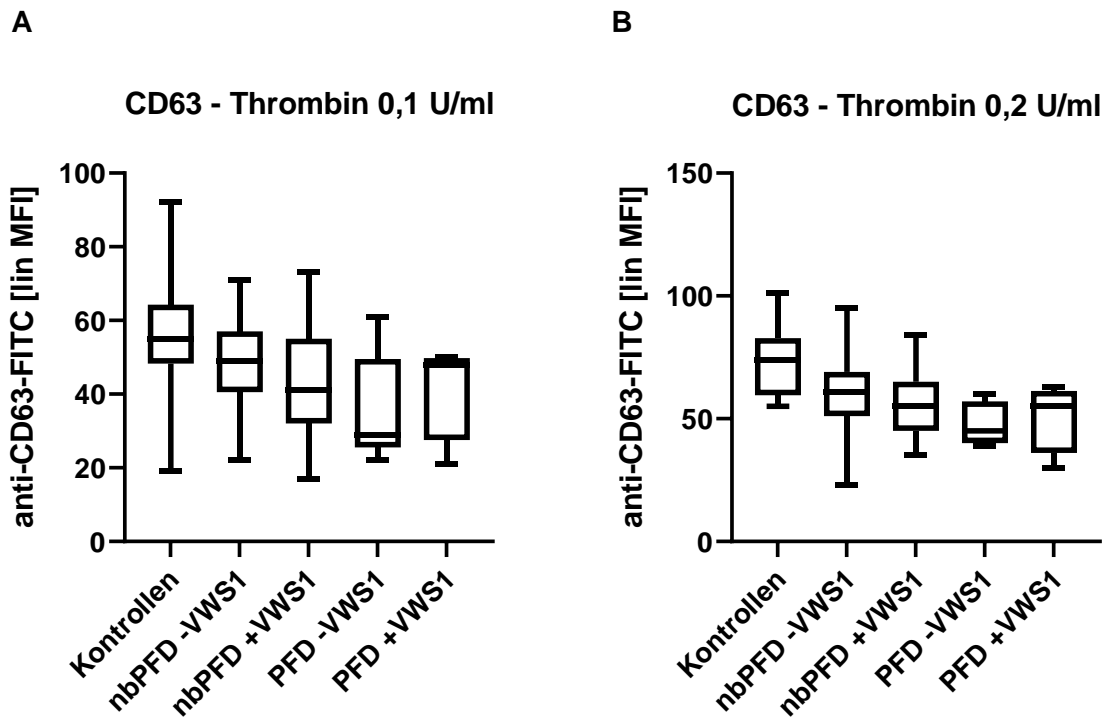 A
CD63 - Thrombin 0,1 U/ml
anti-CD63-FITC [lin MFI]
100
80
60
40
20
0
Kontrollen
nbPFD -VWS1
nbPFD +VWS1
PFD -VWS1
PFD +VWS1
B
CD63 - Thrombin 0,2 U/ml
anti-CD63-FITC [lin MFI]
150
100
50
0
Kontrollen
nbPFD -VWS1
nbPFD +VWS1
PFD -VWS1
PFD +VWS1